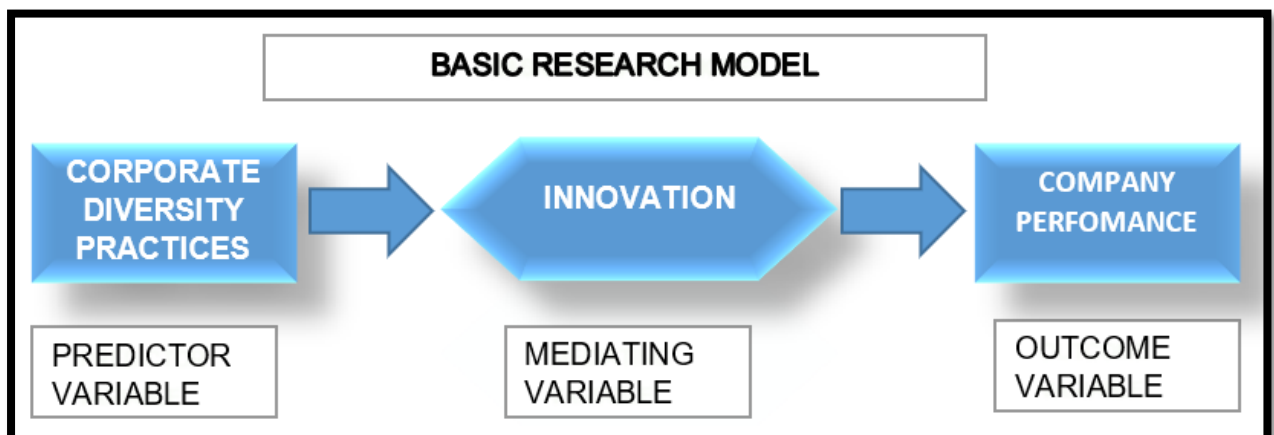 BASIC RESEARCH MODEL
CORPORATE
DIVERSITY
PRACTICES
INNOVATION
COMPANY
PERFOMANCE
PREDICTOR
VARIABLE
MEDIATING
VARIABLE
OUTCOME
VARIABLE